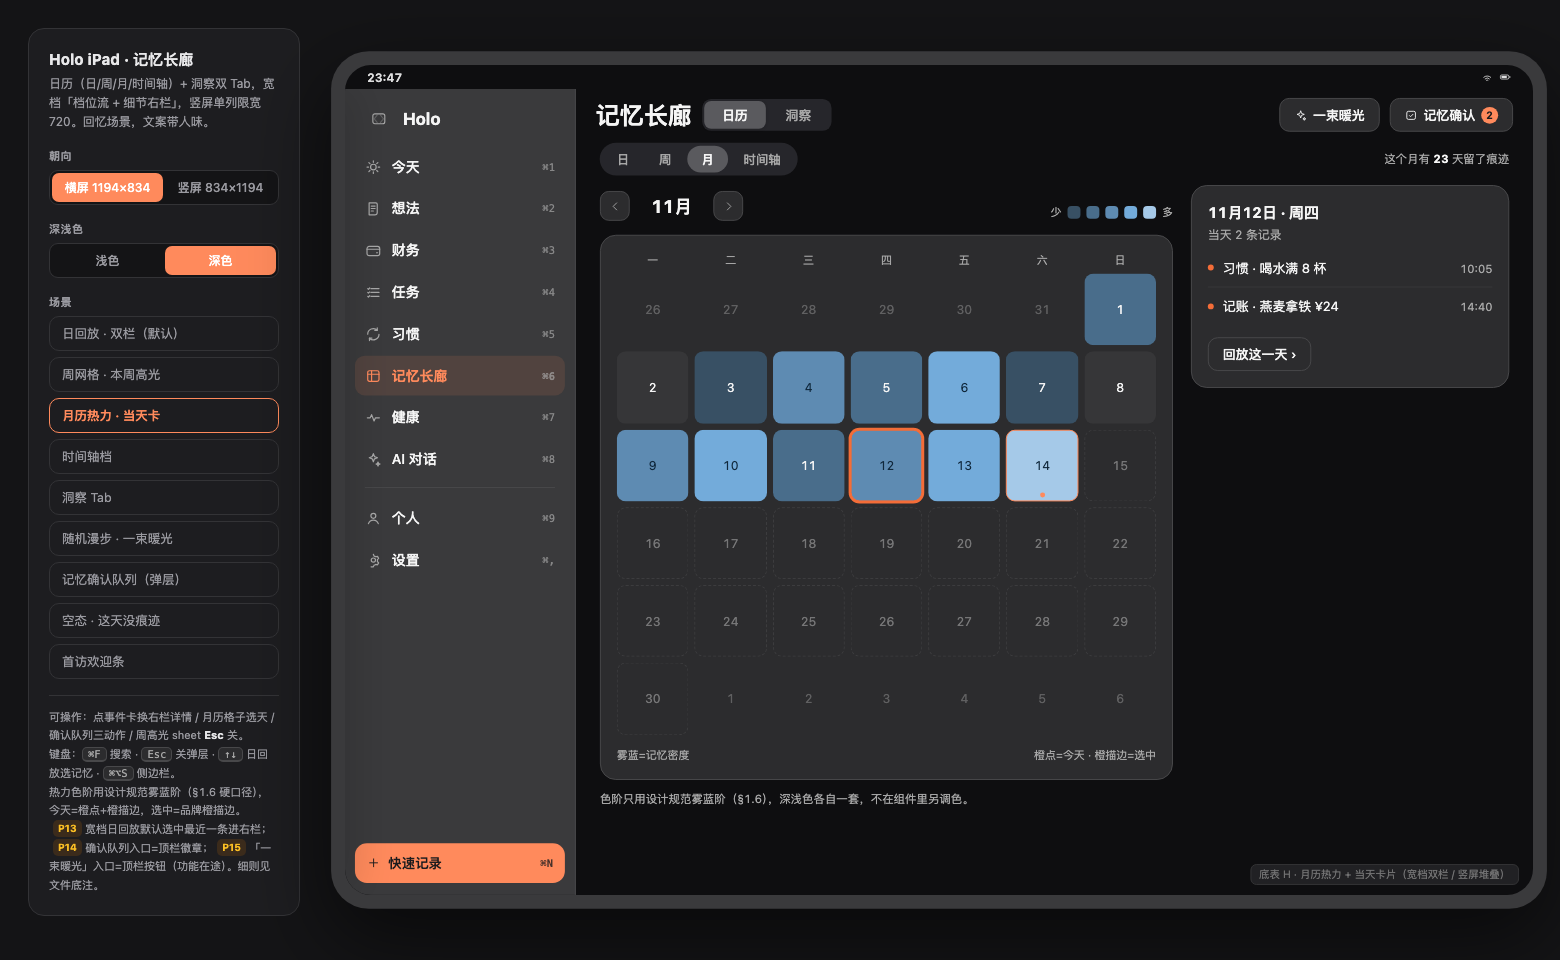 Holo iPad · 记忆长廊
日历（日/周/月/时间轴）+ 洞察双 Tab，宽
档「档位流 + 细节右栏」，竖屏单列限宽
720。回忆场景，文案带人味。
朝向
横屏 1194×834
竖屏 834×1194
深浅色
浅色
深色
场景
日回放 · 双栏（默认）
周网格 · 本周高光
月历热力 · 当天卡
时间轴档
洞察 Tab
随机漫步 · 一束暖光
记忆确认队列（弹层）
空态 · 这天没痕迹
首访欢迎条
可操作：点事件卡换右栏详情 / 月历格子选天 /
确认队列三动作 / 周高光 sheet Esc 关。
键盘：⌘F 搜索 · Esc 关弹层 · ↑↓ 日回
放选记忆 · ⌘⌥S 侧边栏。
热力色阶用设计规范雾蓝阶（§1.6 硬口径），
今天=橙点+橙描边，选中=品牌橙描边。
P13 宽档日回放默认选中最近一条进右栏；
P14 确认队列入口=顶栏徽章； P15 「一
束暖光」入口=顶栏按钮（功能在途）。细则见
文件底注。
23:47
Holo
今天 ⌘1
想法 ⌘2
财务 ⌘3
任务 ⌘4
习惯 ⌘5
记忆长廊 ⌘6
健康 ⌘7
AI 对话 ⌘8
个人 ⌘9
设置 ⌘,
+ 快速记录 ⌘N
记忆长廊
日历 洞察
一束暖光
记忆确认 2
日 周 月 时间轴
这个月有 23 天留了痕迹
‹ 11月 ›
少 多
一 二 三 四 五 六 日
26 27 28 29 30 31 1
2 3 4 5 6 7 8
9 10 11 12 13 14 15
16 17 18 19 20 21 22
23 24 25 26 27 28 29
30 1 2 3 4 5 6
雾蓝=记忆密度
橙点=今天 · 橙描边=选中
色阶只用设计规范雾蓝阶（§1.6），深浅色各自一套，不在组件里另调色。
11月12日 · 周四
当天 2 条记录
习惯 · 喝水满 8 杯 10:05
记账 · 燕麦拿铁 ¥24 14:40
回放这一天 ›
底表 H · 月历热力 + 当天卡片（宽档双栏 / 竖屏堆叠）